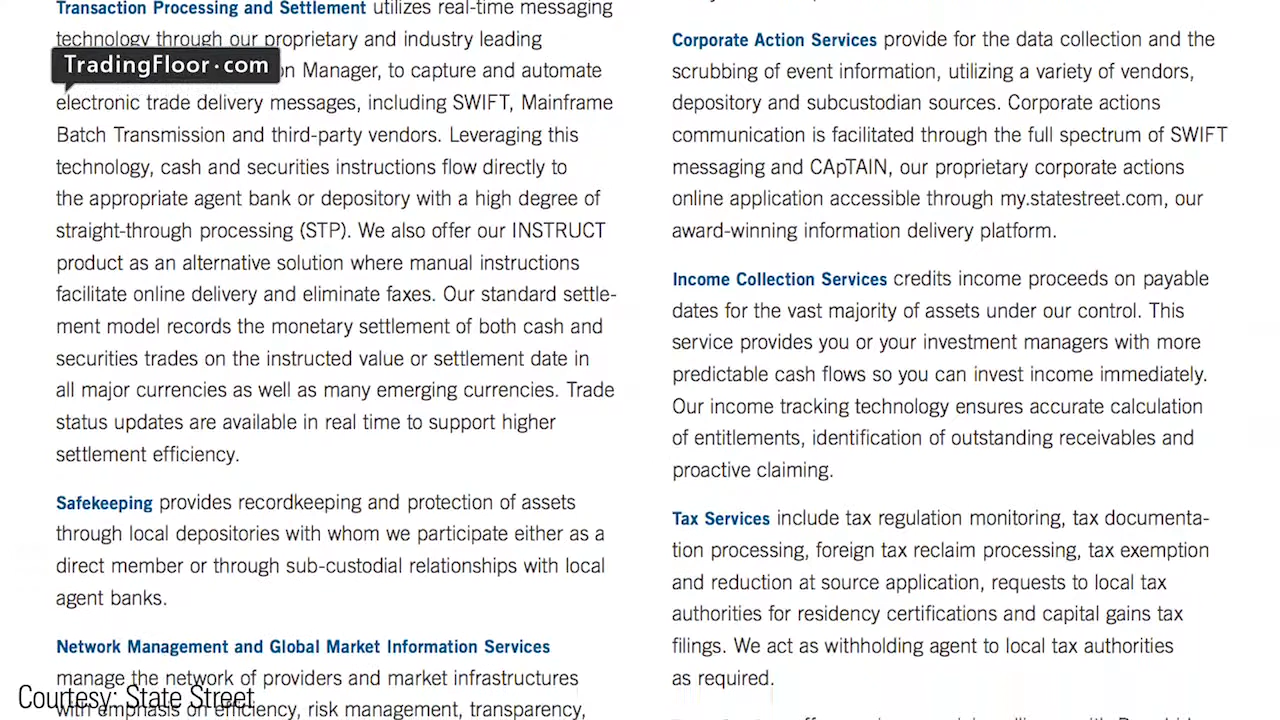 Transaction Processing and Settlement utilizes real-time messaging
technology through our proprietary and industry leading
TradingFloor·com
Manager, to capture and automate
electronic trade delivery messages, including SWIFT, Mainframe
Batch Transmission and third-party vendors. Leveraging this
technology, cash and securities instructions flow directly to
the appropriate agent bank or depository with a high degree of
straight-through processing (STP). We also offer our INSTRUCT
product as an alternative solution where manual instructions
facilitate online delivery and eliminate faxes. Our standard settle-
ment model records the monetary settlement of both cash and
securities trades on the instructed value or settlement date in
all major currencies as well as many emerging currencies. Trade
status updates are available in real time to support higher
settlement efficiency.
Safekeeping provides recordkeeping and protection of assets
through local depositories with whom we participate either as a
direct member or through sub-custodial relationships with local
agent banks.
Network Management and Global Market Information Services
manage the network of providers and market infrastructures
with emphasis on efficiency, risk management, transparency,
Courtesy: State Street
Corporate Action Services provide for the data collection and the
scrubbing of event information, utilizing a variety of vendors,
depository and subcustodian sources. Corporate actions
communication is facilitated through the full spectrum of SWIFT
messaging and CApTAIN, our proprietary corporate actions
online application accessible through my.statestreet.com, our
award-winning information delivery platform.
Income Collection Services credits income proceeds on payable
dates for the vast majority of assets under our control. This
service provides you or your investment managers with more
predictable cash flows so you can invest income immediately.
Our income tracking technology ensures accurate calculation
of entitlements, identification of outstanding receivables and
proactive claiming.
Tax Services include tax regulation monitoring, tax documenta-
tion processing, foreign tax reclaim processing, tax exemption
and reduction at source application, requests to local tax
authorities for residency certifications and capital gains tax
filings. We act as withholding agent to local tax authorities
as required.